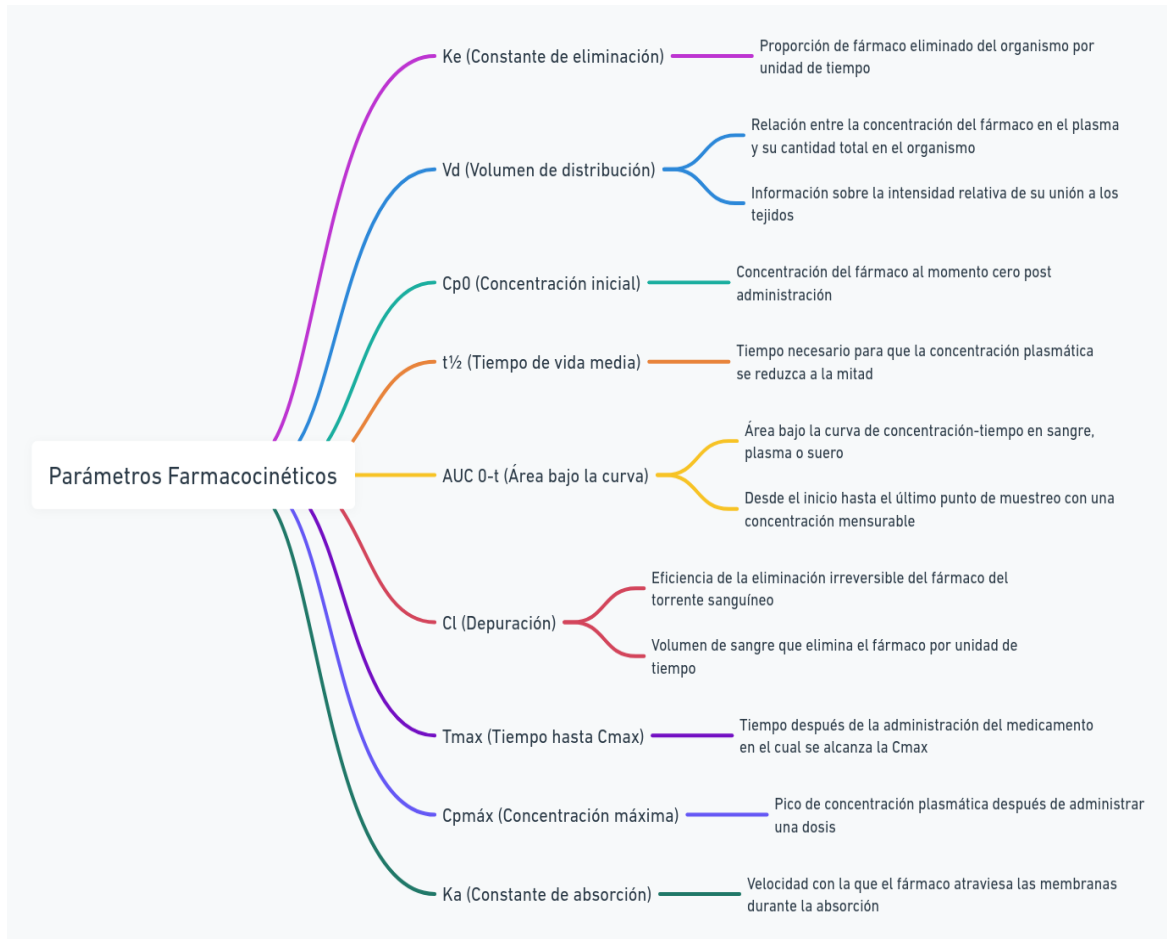 Parámetros Farmacocinéticos
Ke (Constante de eliminación)
Proporción de fármaco eliminado del organismo por
unidad de tiempo
Vd (Volumen de distribución)
Relación entre la concentración del fármaco en el plasma
y su cantidad total en el organismo
Información sobre la intensidad relativa de su unión a los
tejidos
Cp0 (Concentración inicial)
Concentración del fármaco al momento cero post
administración
t½ (Tiempo de vida media)
Tiempo necesario para que la concentración plasmática
se reduzca a la mitad
AUC 0-t (Área bajo la curva)
Área bajo la curva de concentración-tiempo en sangre,
plasma o suero
Desde el inicio hasta el último punto de muestreo con una
concentración mensurable
Cl (Depuración)
Eficiencia de la eliminación irreversible del fármaco del
torrente sanguíneo
Volumen de sangre que elimina el fármaco por unidad de
tiempo
Tmax (Tiempo hasta Cmax)
Tiempo después de la administración del medicamento
en el cual se alcanza la Cmax
Cpmáx (Concentración máxima)
Pico de concentración plasmática después de administrar
una dosis
Ka (Constante de absorción)
Velocidad con la que el fármaco atraviesa las membranas
durante la absorción